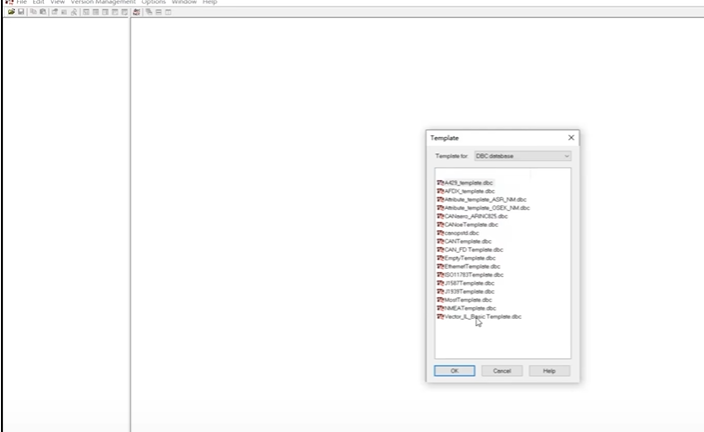 File Edit View Version Management Options Window Help
Template
Template for: DBC database
A429_template.dbc
AFDX_template.dbc
Attribute_template_ASR_NM.dbc
Attribute_template_OSEK_NM.dbc
CANaero_ARINC825.dbc
CANoeTemplate.dbc
canopxtd.dbc
CANTemplate.dbc
CAN_FD Template.dbc
EmptyTemplate.dbc
EthernetTemplate.dbc
ISO11783Template.dbc
J1587Template.dbc
J1939Template.dbc
MostTemplate.dbc
NMEATemplate.dbc
Vector_IL_Basic Template.dbc
OK Cancel Help